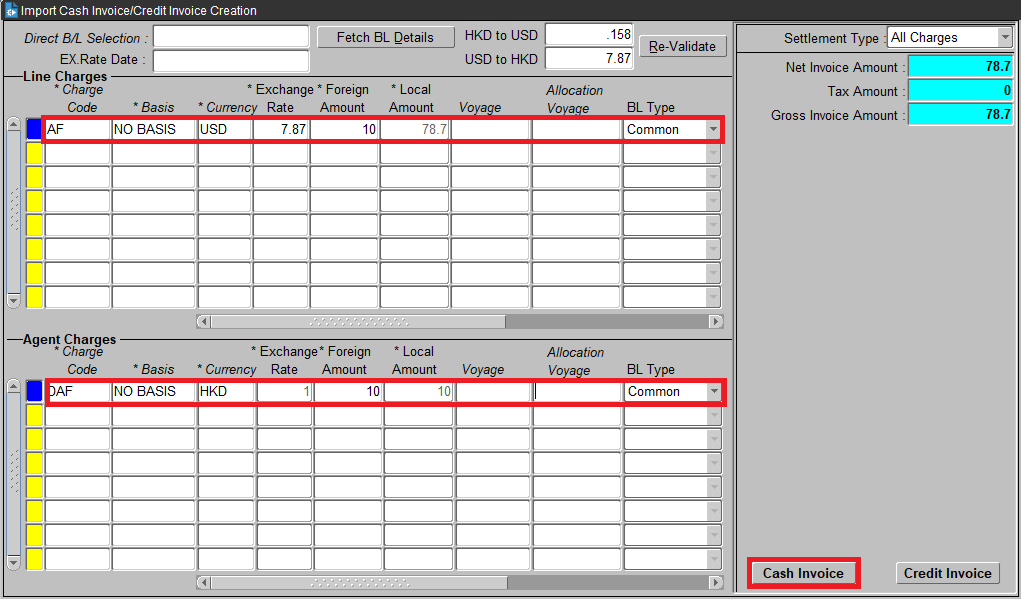 Import Cash Invoice/Credit Invoice Creation
Direct B/L Selection :
Fetch BL Details
HKD to USD .158
EX.Rate Date :
USD to HKD 7.87
Re-Validate
Settlement Type : All Charges
Net Invoice Amount : 78.7
Tax Amount : 0
Gross Invoice Amount : 78.7
Line Charges
* Charge Code * Basis * Currency * Exchange Rate * Foreign Amount * Local Amount Voyage Allocation Voyage BL Type
AF NO BASIS USD 7.87 10 78.7 Common
Agent Charges
* Charge Code * Basis * Currency * Exchange Rate * Foreign Amount * Local Amount Voyage Allocation Voyage BL Type
DAF NO BASIS HKD 1 10 10 Common
Cash Invoice
Credit Invoice